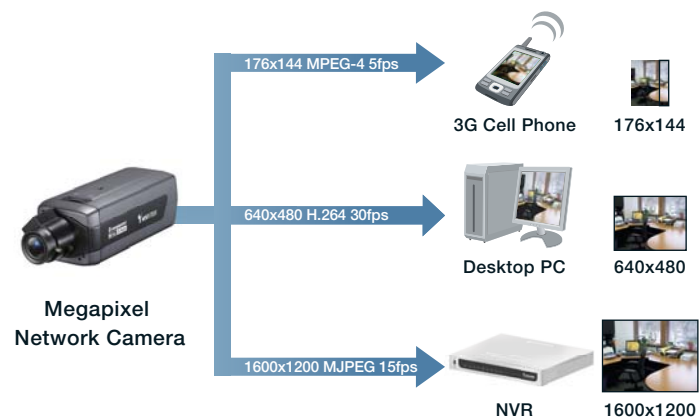 176x144 MPEG-4 5fps
3G Cell Phone
176x144
640x480 H.264 30fps
Desktop PC
640x480
Megapixel
Network Camera
1600x1200 MJPEG 15fps
NVR
1600x1200